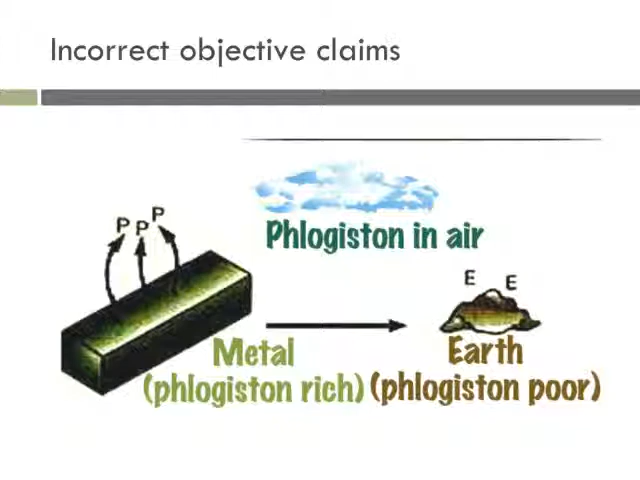 Incorrect objective claims
P P P
Phlogiston in air
E E
Metal
(phlogiston rich)
Earth
(phlogiston poor)